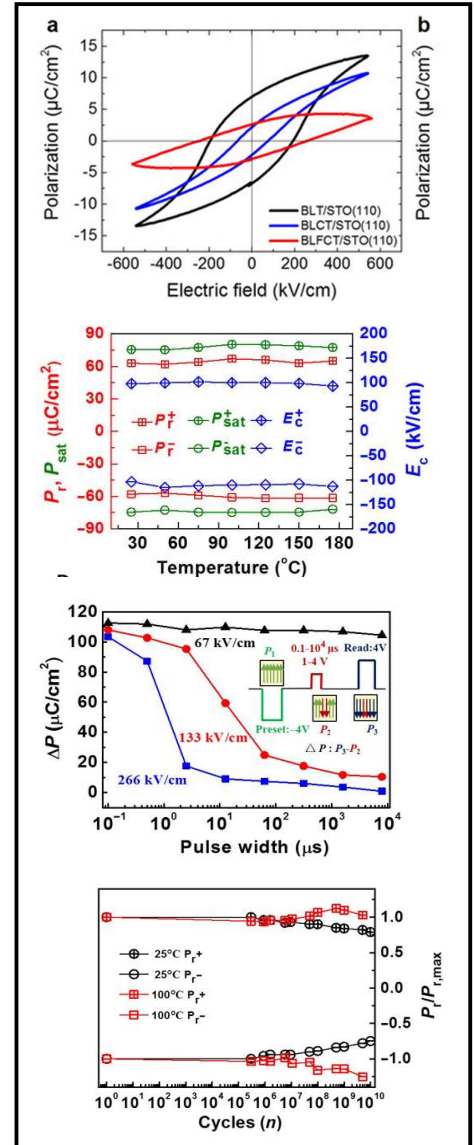 a b
15
10
5
0
-5
-10
-15
Polarization (μC/cm²)
Polarization (μC/cm²)
BLT/STO(110)
BLCT/STO(110)
BLFCT/STO(110)
-600 -400 -200 0 200 400 600
Electric field (kV/cm)
90
60
30
0
−30
−60
−90
Pr, Psat (μC/cm²)
Pr+ Psat+ Ec+
Pr− Psat− Ec−
200
150
100
50
0
−50
−100
−150
−200
Ec (kV/cm)
30 60 90 120 150 180
Temperature (°C)
120
100
80
60
40
20
0
ΔP (μC/cm²)
67 kV/cm
133 kV/cm
266 kV/cm
P1
0.1-10⁴ μs
1-4 V
Read:4V
Preset:-4V
P2
P3
△ P : P3-P2
10⁻¹ 10⁰ 10¹ 10² 10³ 10⁴
Pulse width (μs)
25°C Pr+
25°C Pr−
100°C Pr+
100°C Pr−
1.0
0.5
0.0
−0.5
−1.0
Pr/Pr,max
10⁰ 10¹ 10² 10³ 10⁴ 10⁵ 10⁶ 10⁷ 10⁸ 10⁹ 10¹⁰
Cycles (n)